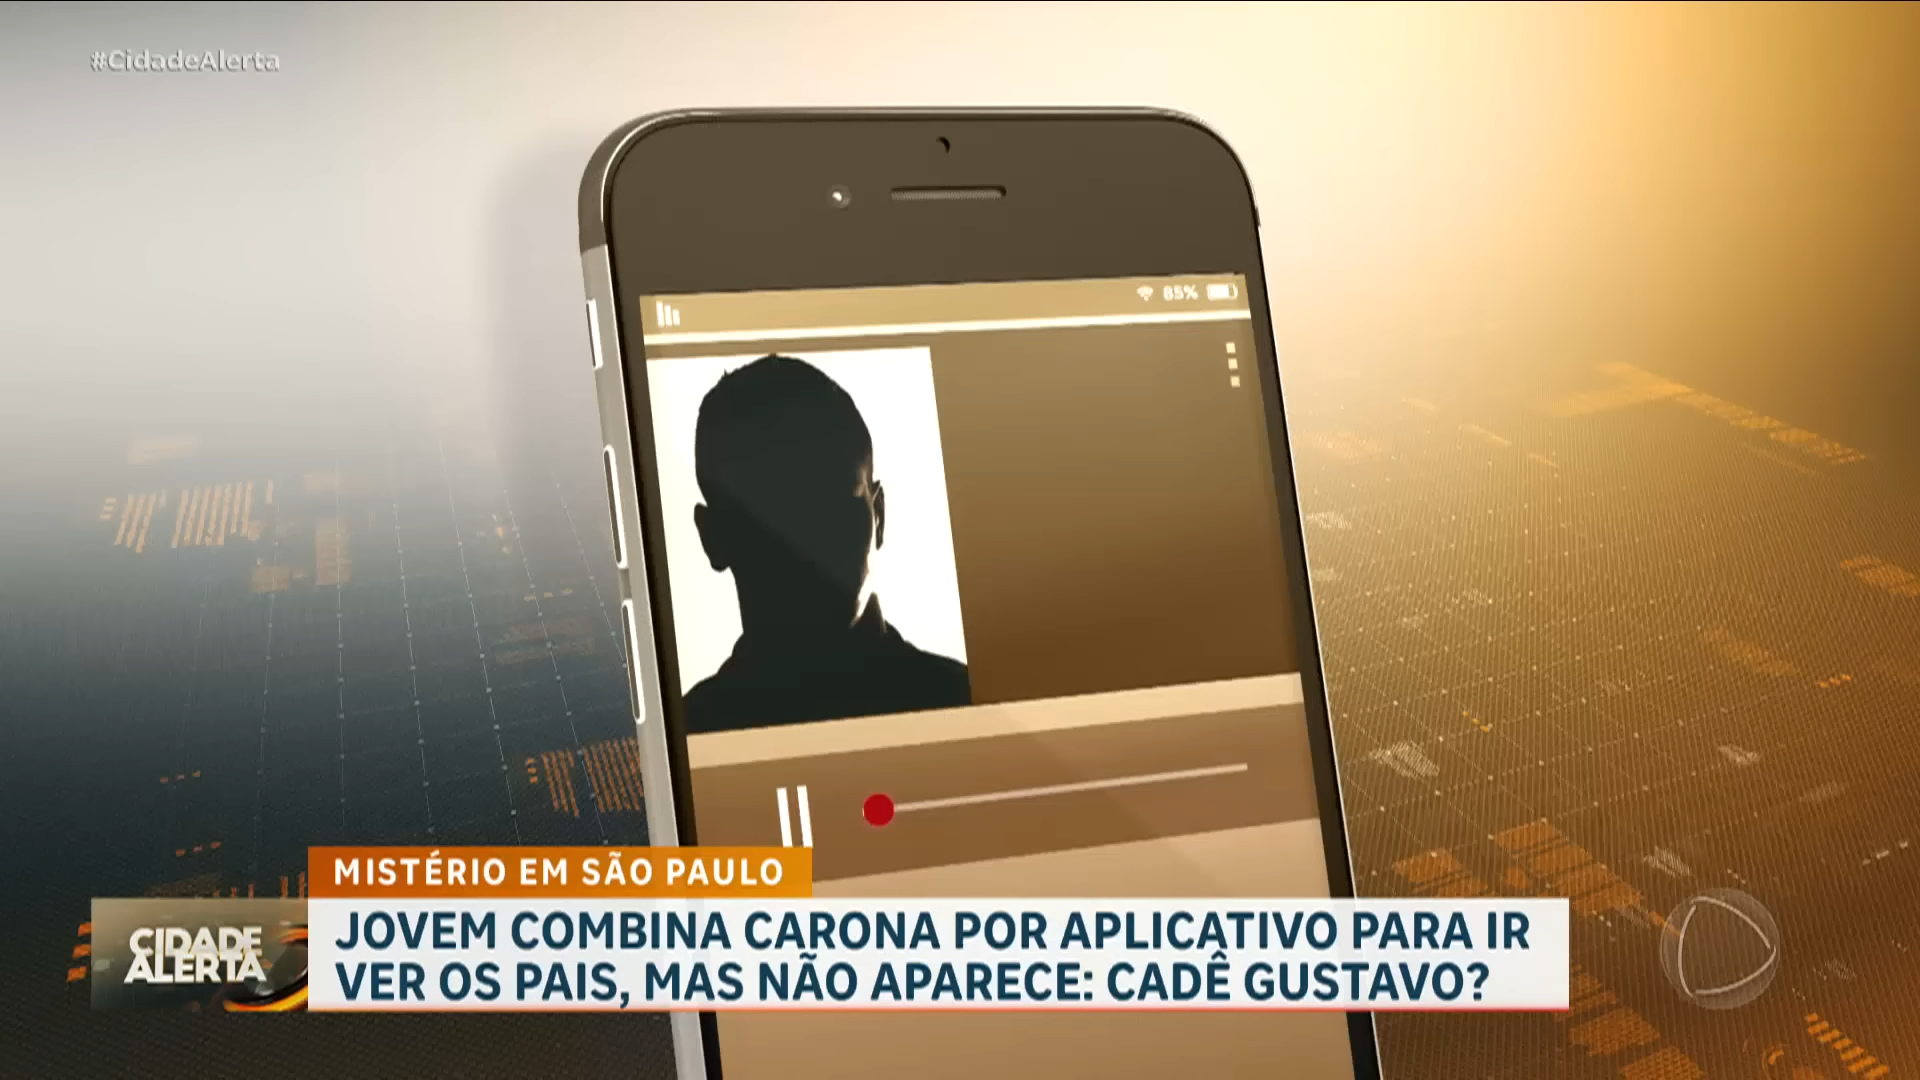 #CidadeAlerta
85%
MISTÉRIO EM SÃO PAULO
JOVEM COMBINA CARONA POR APLICATIVO PARA IR
VER OS PAIS, MAS NÃO APARECE: CADÊ GUSTAVO?
CIDADE
ALERTA